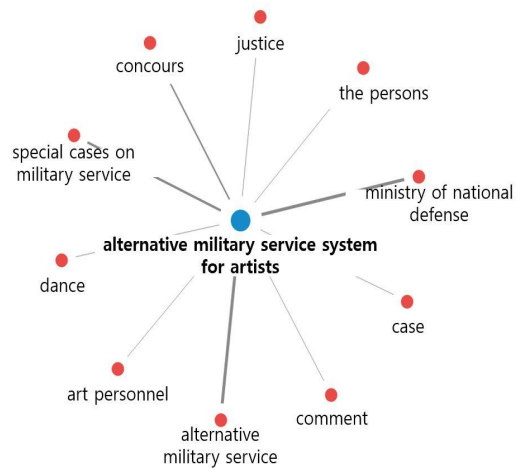 justice
concours
the persons
special cases on
military service
ministry of national
defense
alternative military service system
for artists
dance
case
art personnel
comment
alternative
military service